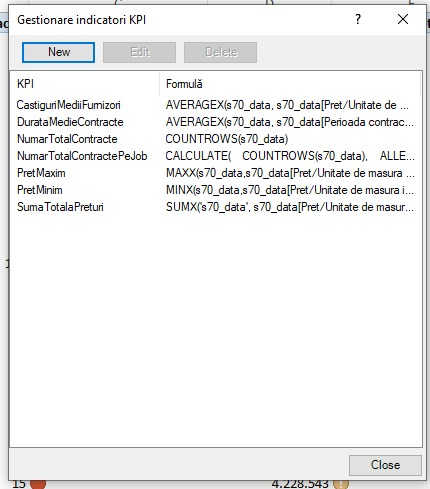 Gestionare indicatori KPI ?
New Edit Delete
KPI Formulă
CastiguriMediiFurnizori AVERAGEX(s70_data, s70_data[Pret/Unitate de ...
DurataMedieContracte AVERAGEX(s70_data, s70_data[Perioada contrac...
NumarTotalContracte COUNTROWS(s70_data)
NumarTotalContractePeJob CALCULATE( COUNTROWS(s70_data), ALLE...
PretMaxim MAXX(s70_data,s70_data[Pret/Unitate de masura ...
PretMinim MINX(s70_data,s70_data[Pret/Unitate de masura i...
SumaTotalaPreturi SUMX('s70_data', s70_data[Pret/Unitate de masur...
Close
15 4.228.543